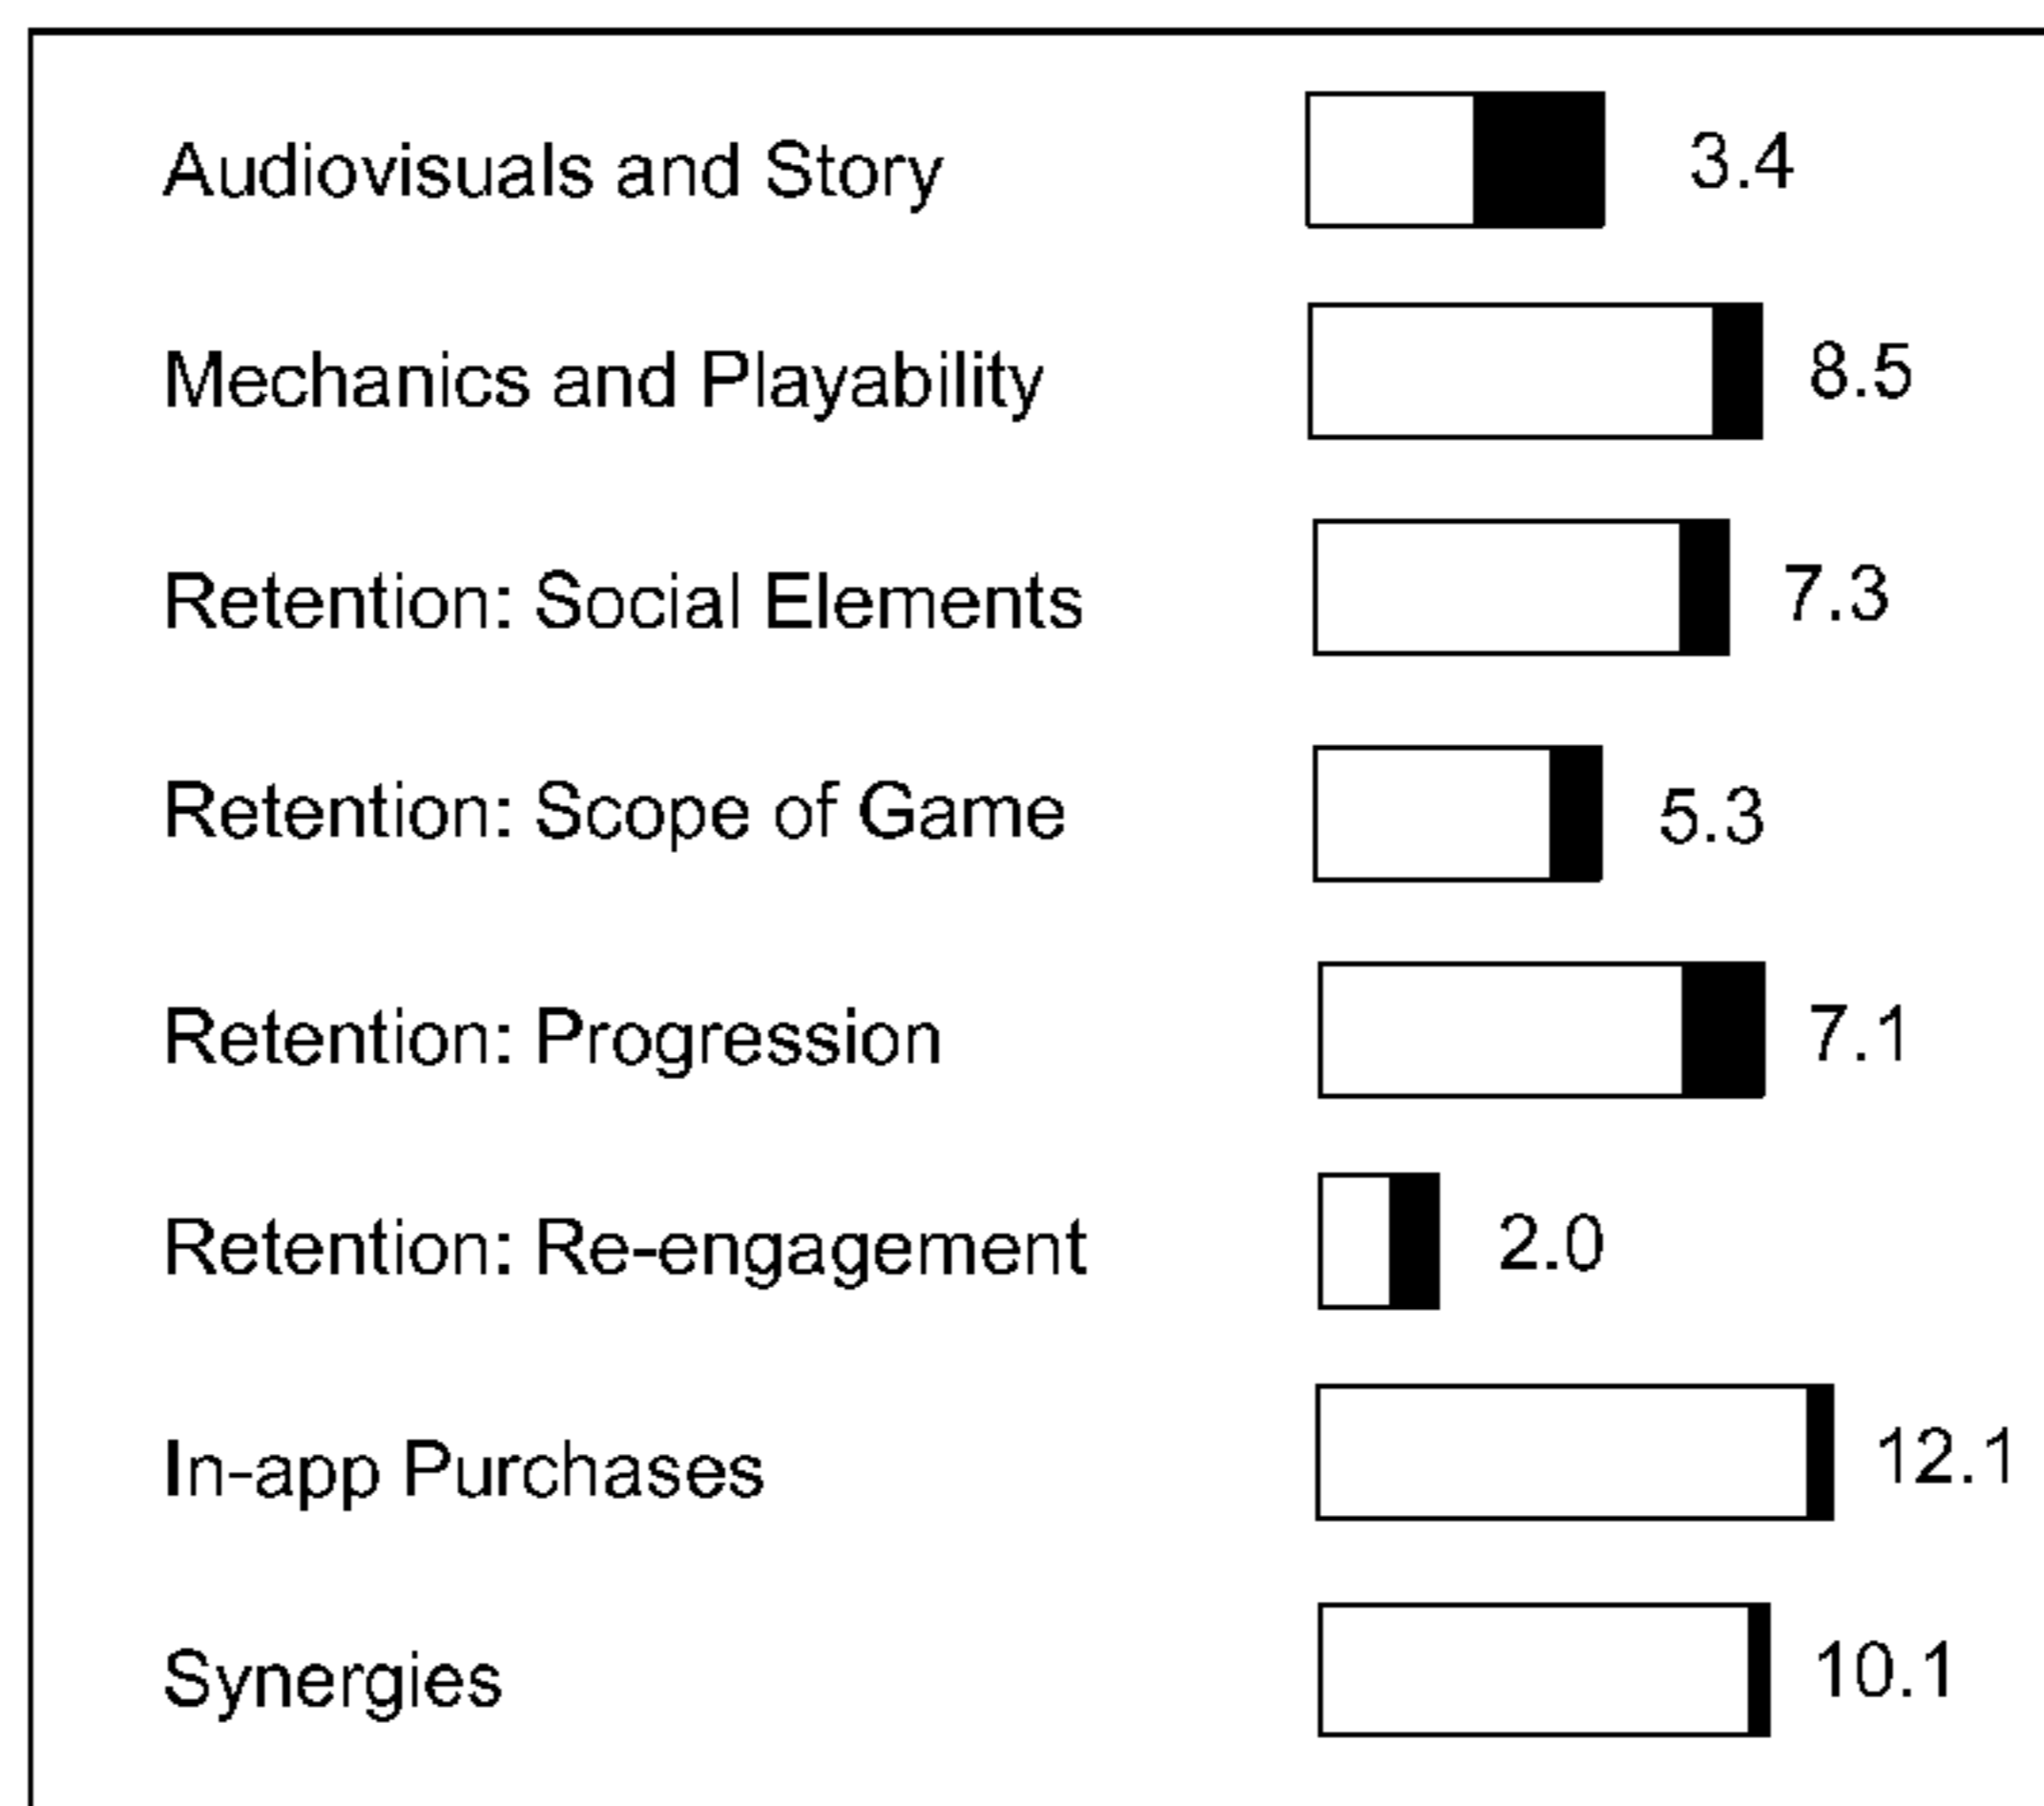 Audiovisuals and Story 3.4
Mechanics and Playability 8.5
Retention: Social Elements 7.3
Retention: Scope of Game 5.3
Retention: Progression 7.1
Retention: Re-engagement 2.0
In-app Purchases 12.1
Synergies 10.1